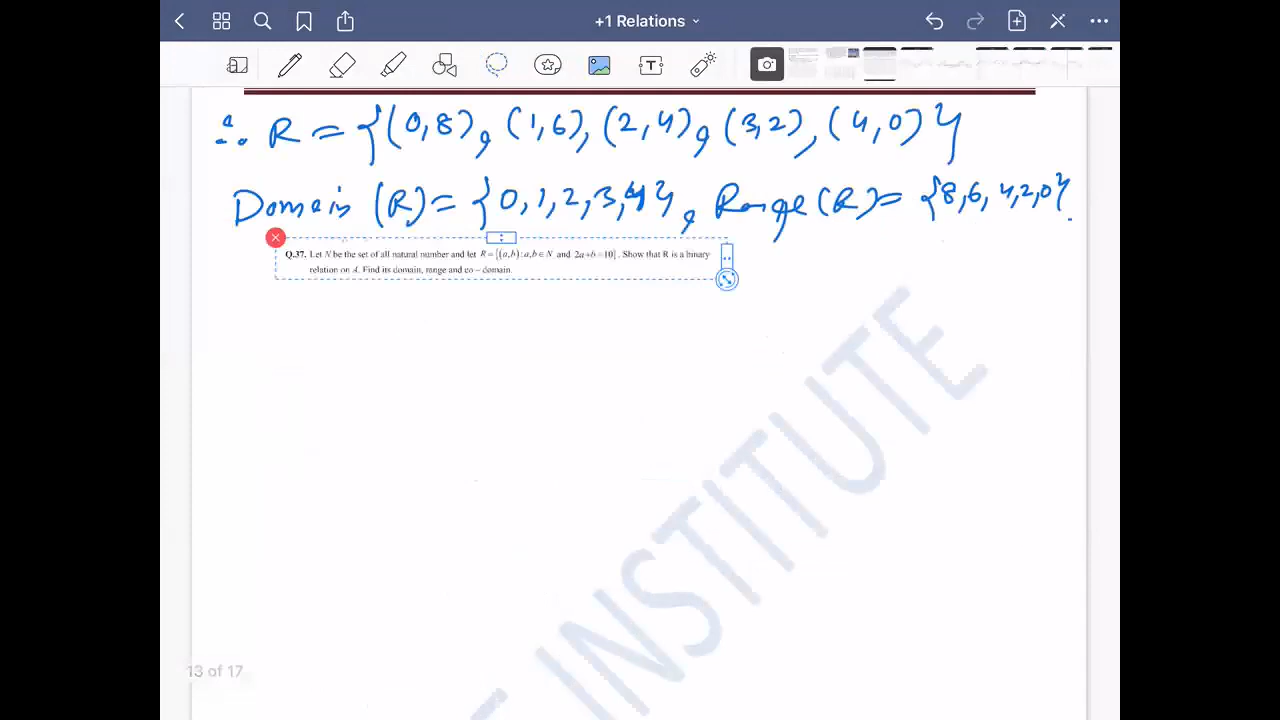 +1 Relations
∴ R = {(0,8), (1,6), (2,4), (3,2), (4,0)}
Domain (R) = {0,1,2,3,4}, Range (R) = {8,6,4,2,0}.
Q.37. Let N be the set of all natural number and let R = {(a,b) : a,b ∈ N and 2a+b=10}. Show that R is a binary
relation on A. Find its domain, range and co – domain.
E INSTITUTE
13 of 17